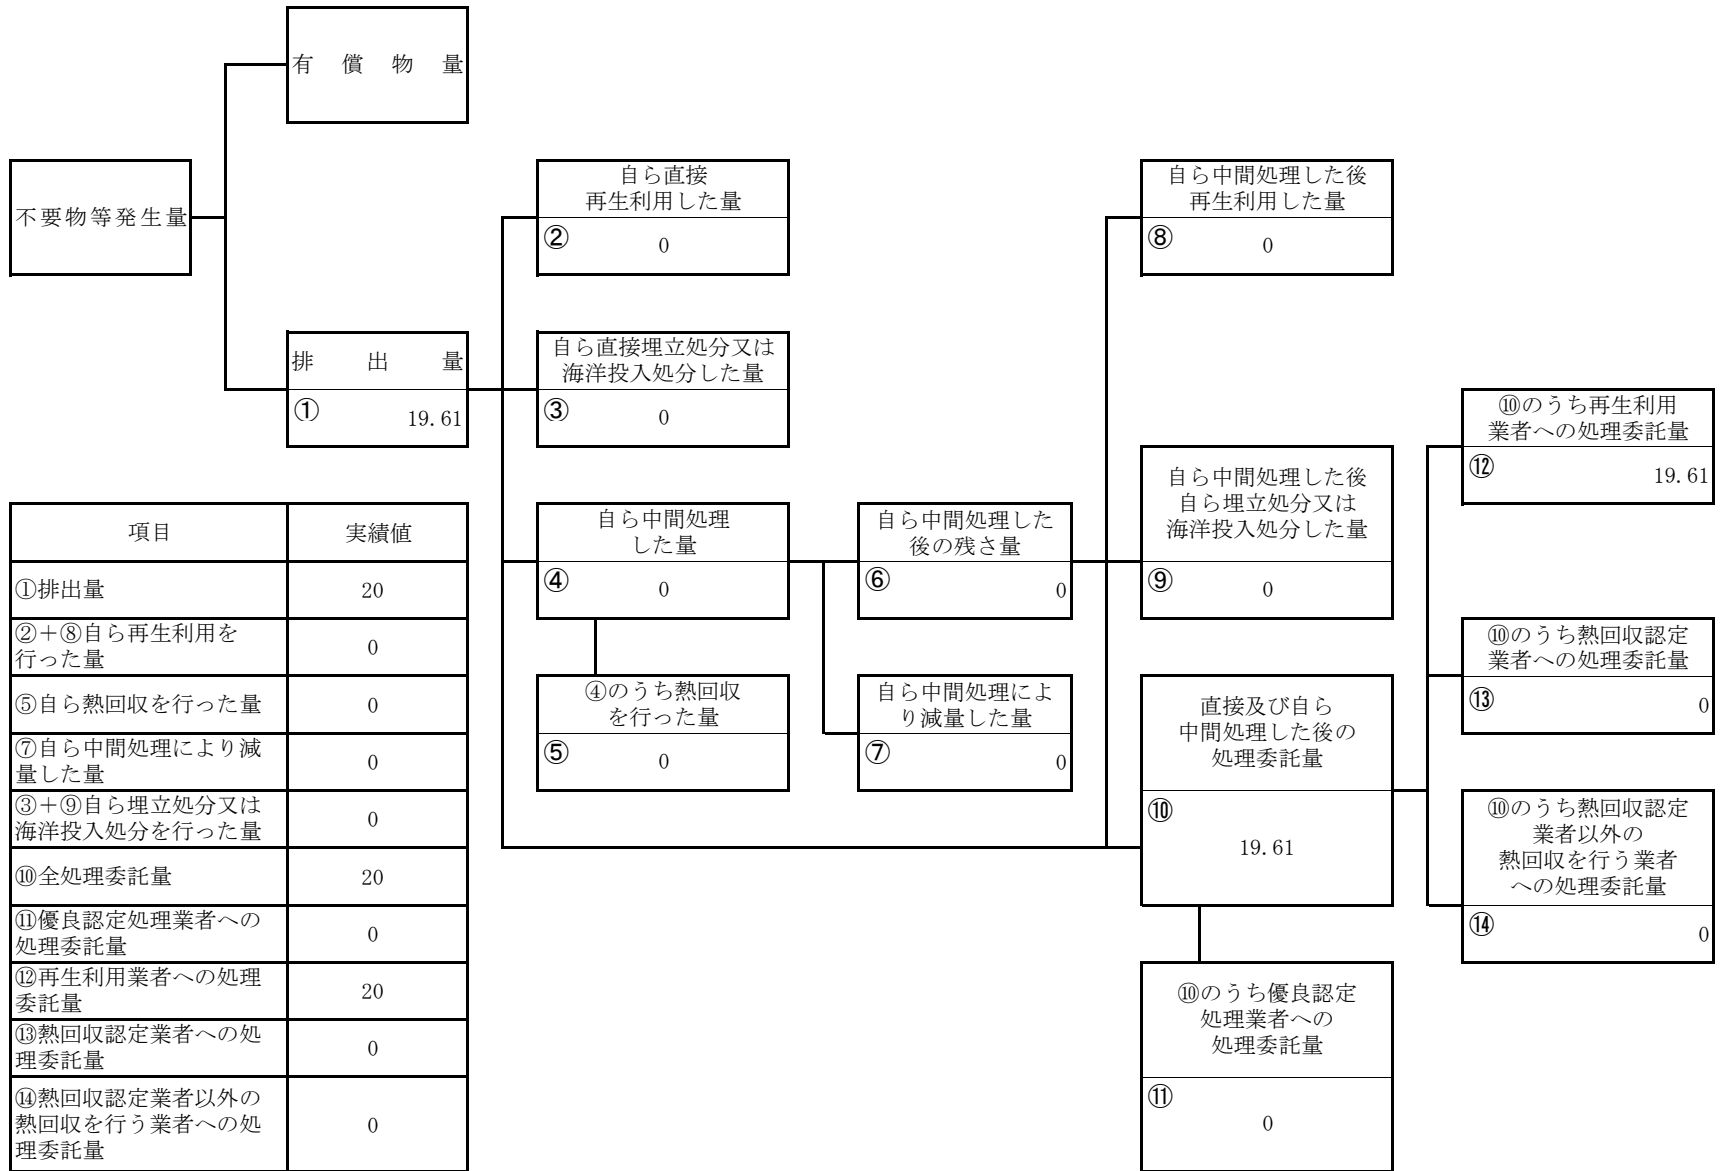 有償物量
不要物等発生量
排出量
①
19.61
自ら直接
再生利用した量
②
0
自ら直接埋立処分又は
海洋投入処分した量
③
0
自ら中間処理
した量
④
0
④のうち熱回収
を行った量
⑤
0
自ら中間処理した
後の残さ量
⑥
0
自ら中間処理によ
り減量した量
⑦
0
自ら中間処理した後
再生利用した量
⑧
0
自ら中間処理した後
自ら埋立処分又は
海洋投入処分した量
⑨
0
直接及び自ら
中間処理した後の
処理委託量
⑩
19.61
⑩のうち優良認定
処理業者への
処理委託量
⑪
0
⑩のうち再生利用
業者への処理委託量
⑫
19.61
⑩のうち熱回収認定
業者への処理委託量
⑬
0
⑩のうち熱回収認定
業者以外の
熱回収を行う業者
への処理委託量
⑭
0
項目 実績値
①排出量 20
②+⑧自ら再生利用を
行った量 0
⑤自ら熱回収を行った量 0
⑦自ら中間処理により減
量した量 0
③+⑨自ら埋立処分又は
海洋投入処分を行った量 0
⑩全処理委託量 20
⑪優良認定処理業者への
処理委託量 0
⑫再生利用業者への処理
委託量 20
⑬熱回収認定業者への処
理委託量 0
⑭熱回収認定業者以外の
熱回収を行う業者への処
理委託量 0